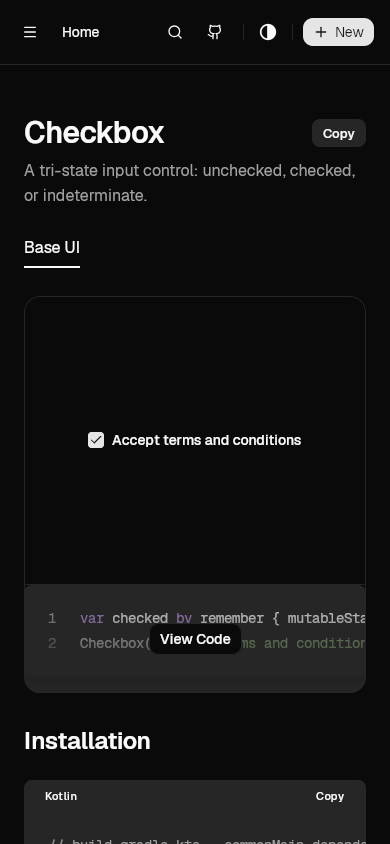 Home
New
Checkbox
Copy
A tri-state input control: unchecked, checked,
or indeterminate.
Base UI
Accept terms and conditions
1 var checked by remember { mutableSta
2 Checkbox(
View Code
ms and condition
Installation
Kotlin
Copy